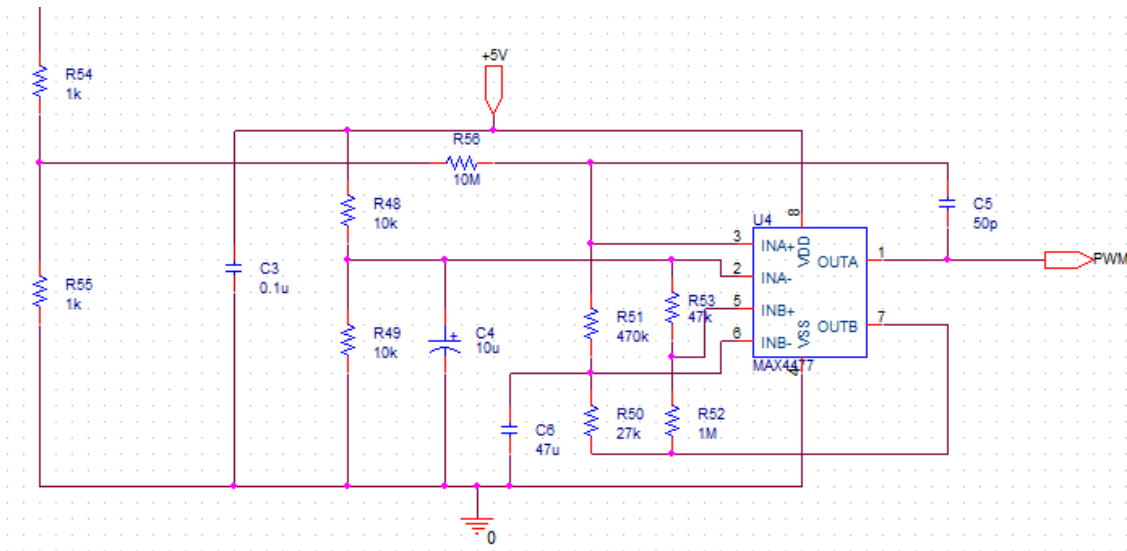 R54
1k
+5V
R56
10M
R48
10k
C5
50p
U4
8
3
INA+
VDD
2
INA-
OUTA
1
PWM
C3
0.1u
R55
1k
R53
47k
5
INB+
R51
470k
OUTB
7
R49
10k
C4
10u
6
INB-
VSS
MAX4477
4
R50
27k
R52
1M
C6
47u
0